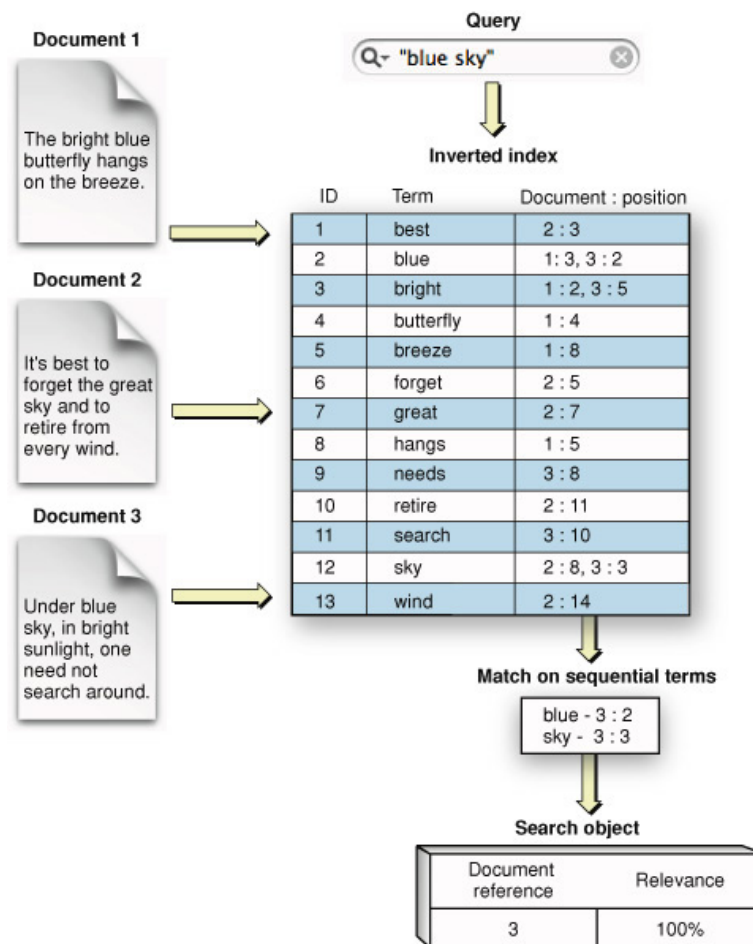 Document 1
The bright blue
butterfly hangs
on the breeze.
Document 2
It's best to
forget the great
sky and to
retire from
every wind.
Document 3
Under blue
sky, in bright
sunlight, one
need not
search around.
Query
"blue sky"
Inverted index
ID Term Document : position
1 best 2 : 3
2 blue 1: 3, 3 : 2
3 bright 1 : 2, 3 : 5
4 butterfly 1 : 4
5 breeze 1 : 8
6 forget 2 : 5
7 great 2 : 7
8 hangs 1 : 5
9 needs 3 : 8
10 retire 2 : 11
11 search 3 : 10
12 sky 2 : 8, 3 : 3
13 wind 2 : 14
Match on sequential terms
blue - 3 : 2
sky - 3 : 3
Search object
Document
reference
Relevance
3 100%